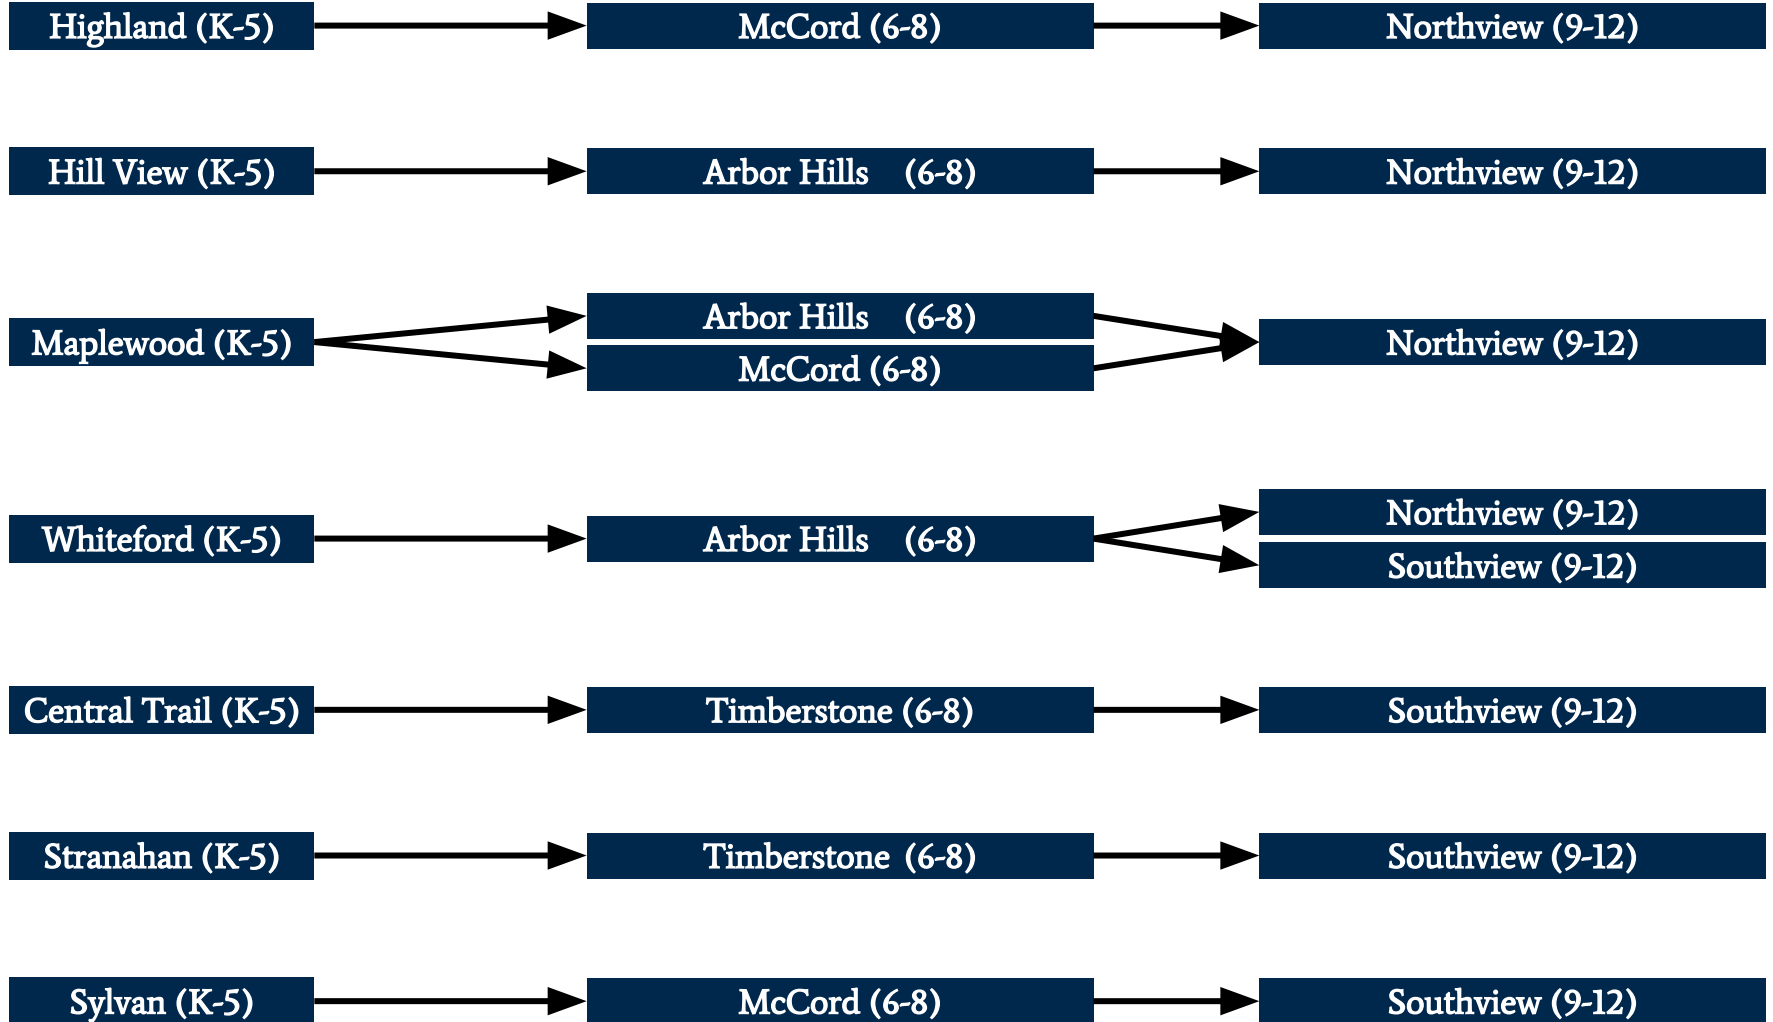 Highland (K-5)
McCord (6-8)
Northview (9-12)
Hill View (K-5)
Arbor Hills (6-8)
Northview (9-12)
Maplewood (K-5)
Arbor Hills (6-8)
McCord (6-8)
Northview (9-12)
Whiteford (K-5)
Arbor Hills (6-8)
Northview (9-12)
Southview (9-12)
Central Trail (K-5)
Timberstone (6-8)
Southview (9-12)
Stranahan (K-5)
Timberstone (6-8)
Southview (9-12)
Sylvan (K-5)
McCord (6-8)
Southview (9-12)